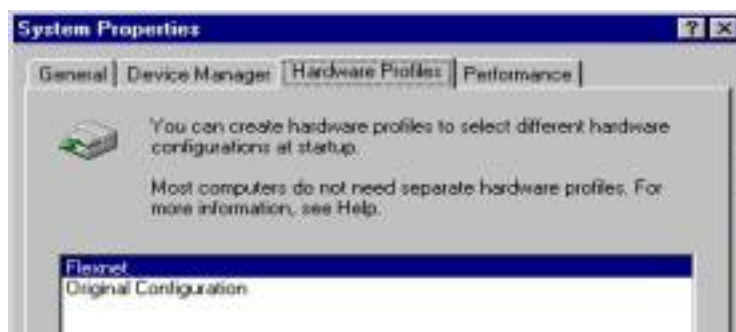 System Properties
General Device Manager Hardware Profiles Performance
You can create hardware profiles to select different hardware
configurations at startup.
Most computers do not need separate hardware profiles. For
more information, see Help.
Flexnet
Original Configuration